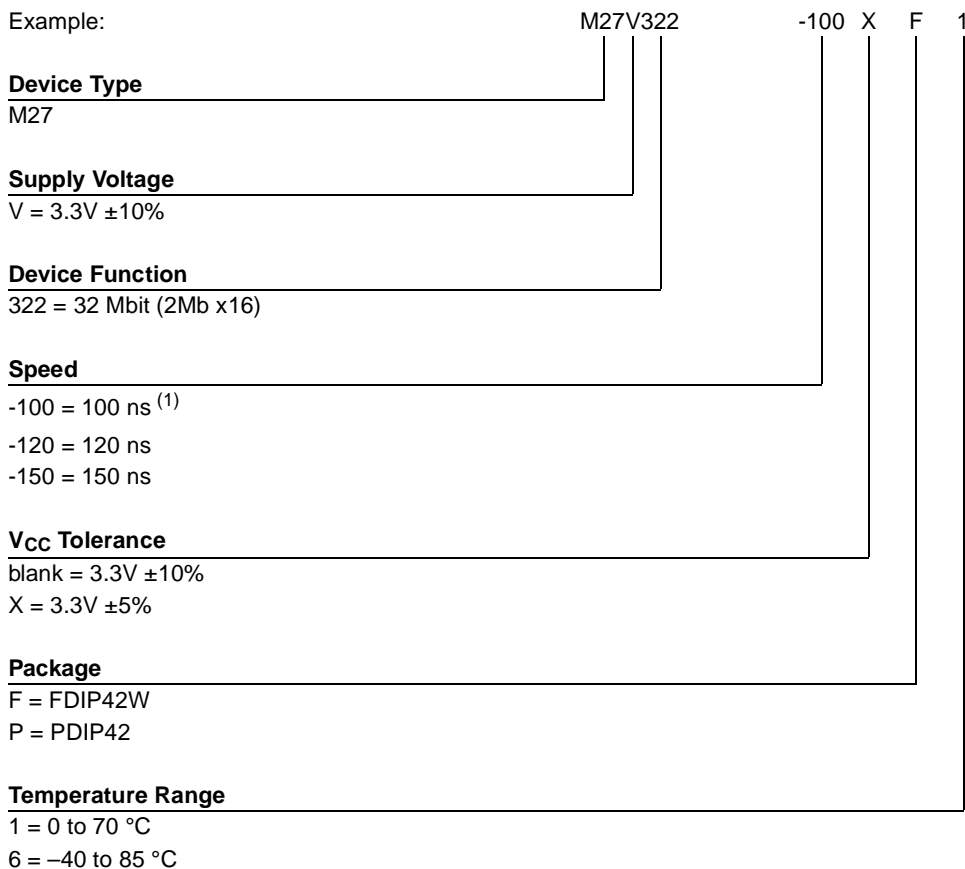 Example: M27V322 -100 X F 1
Device Type
M27
Supply Voltage
V = 3.3V ±10%
Device Function
322 = 32 Mbit (2Mb x16)
Speed
-100 = 100 ns (1)
-120 = 120 ns
-150 = 150 ns
VCC Tolerance
blank = 3.3V ±10%
X = 3.3V ±5%
Package
F = FDIP42W
P = PDIP42
Temperature Range
1 = 0 to 70 °C
6 = –40 to 85 °C